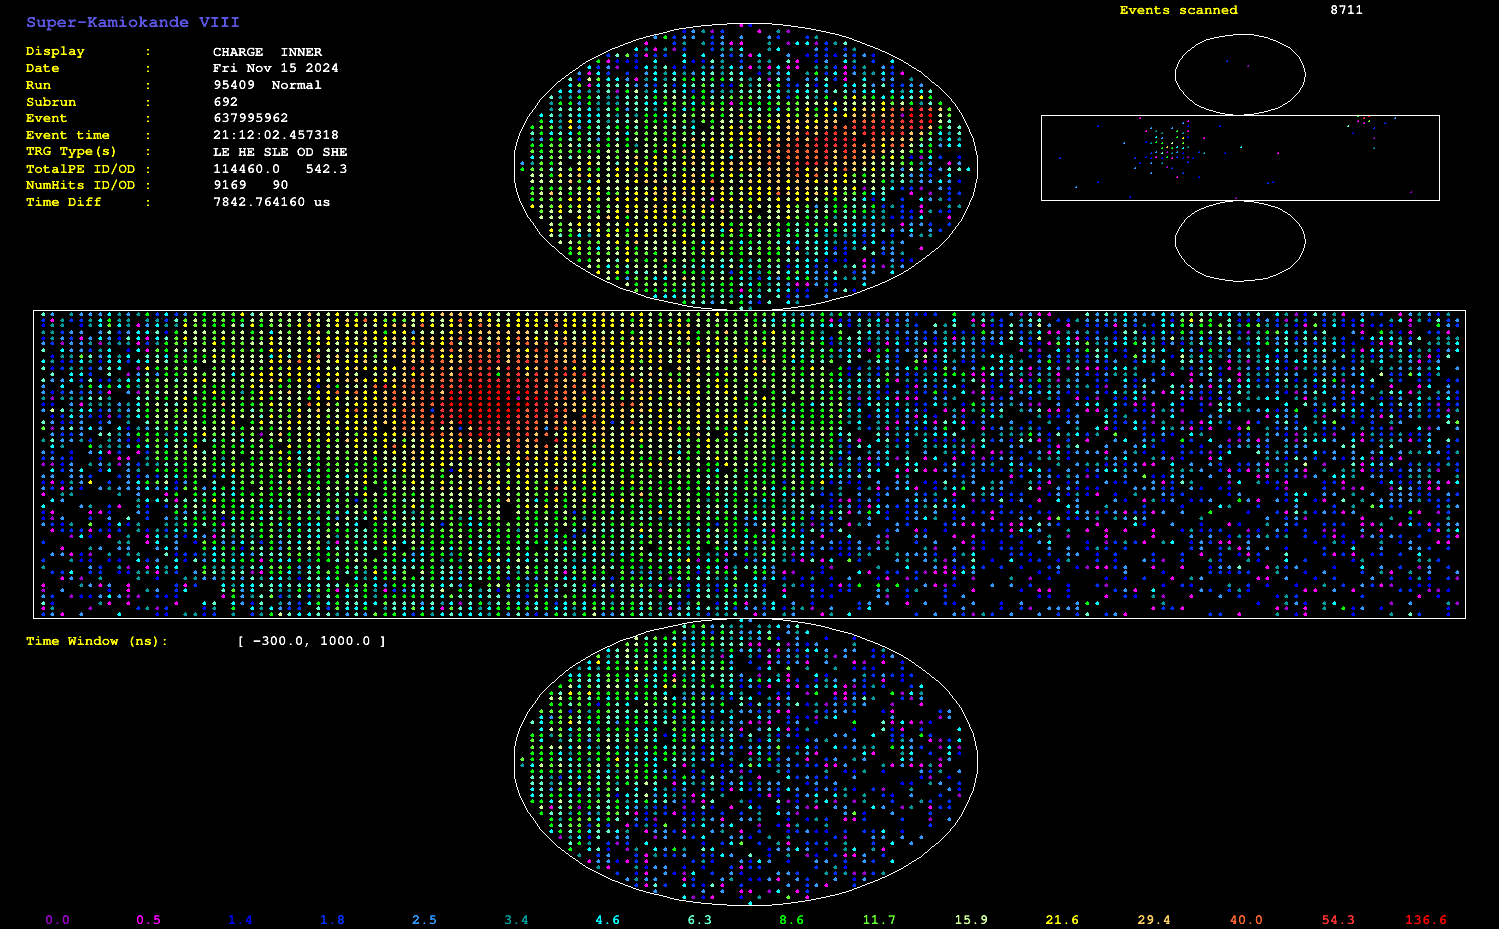 Super-Kamiokande VIII
Events scanned 8711
Display : CHARGE INNER
Date : Fri Nov 15 2024
Run : 95409 Normal
Subrun : 692
Event : 637995962
Event time : 21:12:02.457318
TRG Type(s) : LE HE SLE OD SHE
TotalPE ID/OD : 114460.0 542.3
NumHits ID/OD : 9169 90
Time Diff : 7842.764160 us
Time Window (ns): [ -300.0, 1000.0 ]
0.0 0.5 1.4 1.8 2.5 3.4 4.6 6.3 8.6 11.7 15.9 21.6 29.4 40.0 54.3 136.6